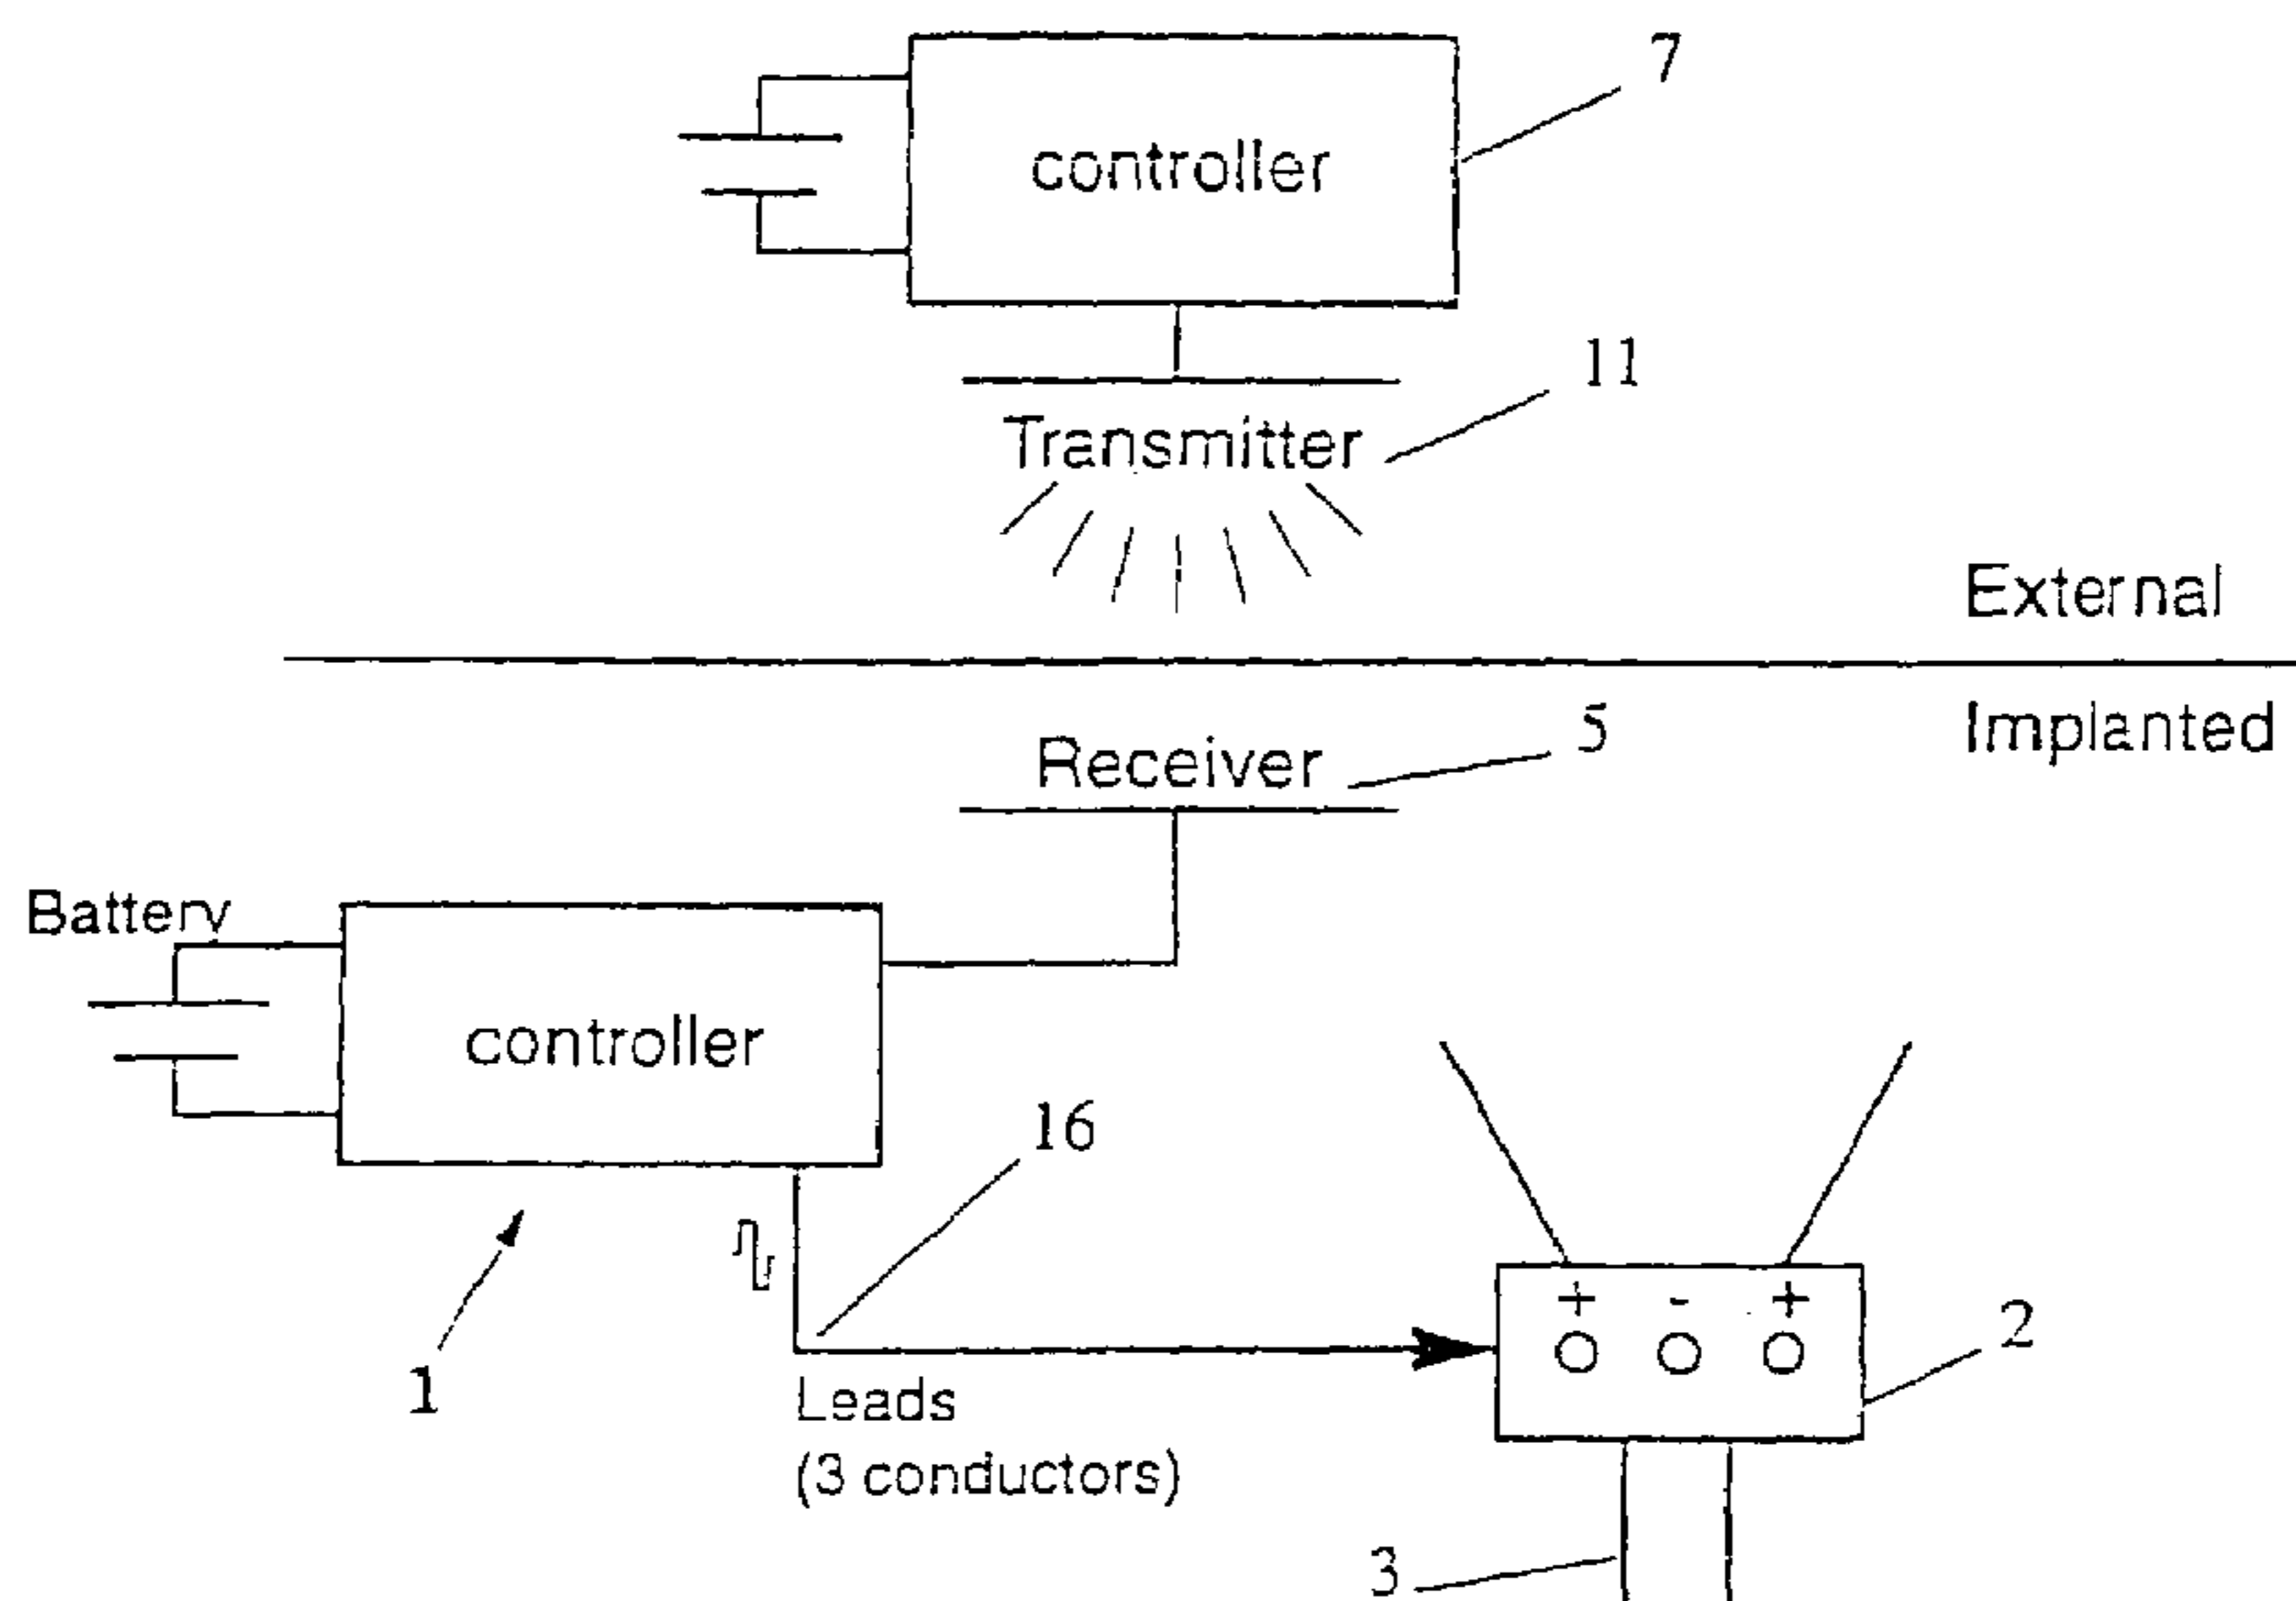 7
controller
11
Transmitter
External
Implanted
5
Receiver
Battery
controller
16
+ - +
2
1
Leads
(3 conductors)
3